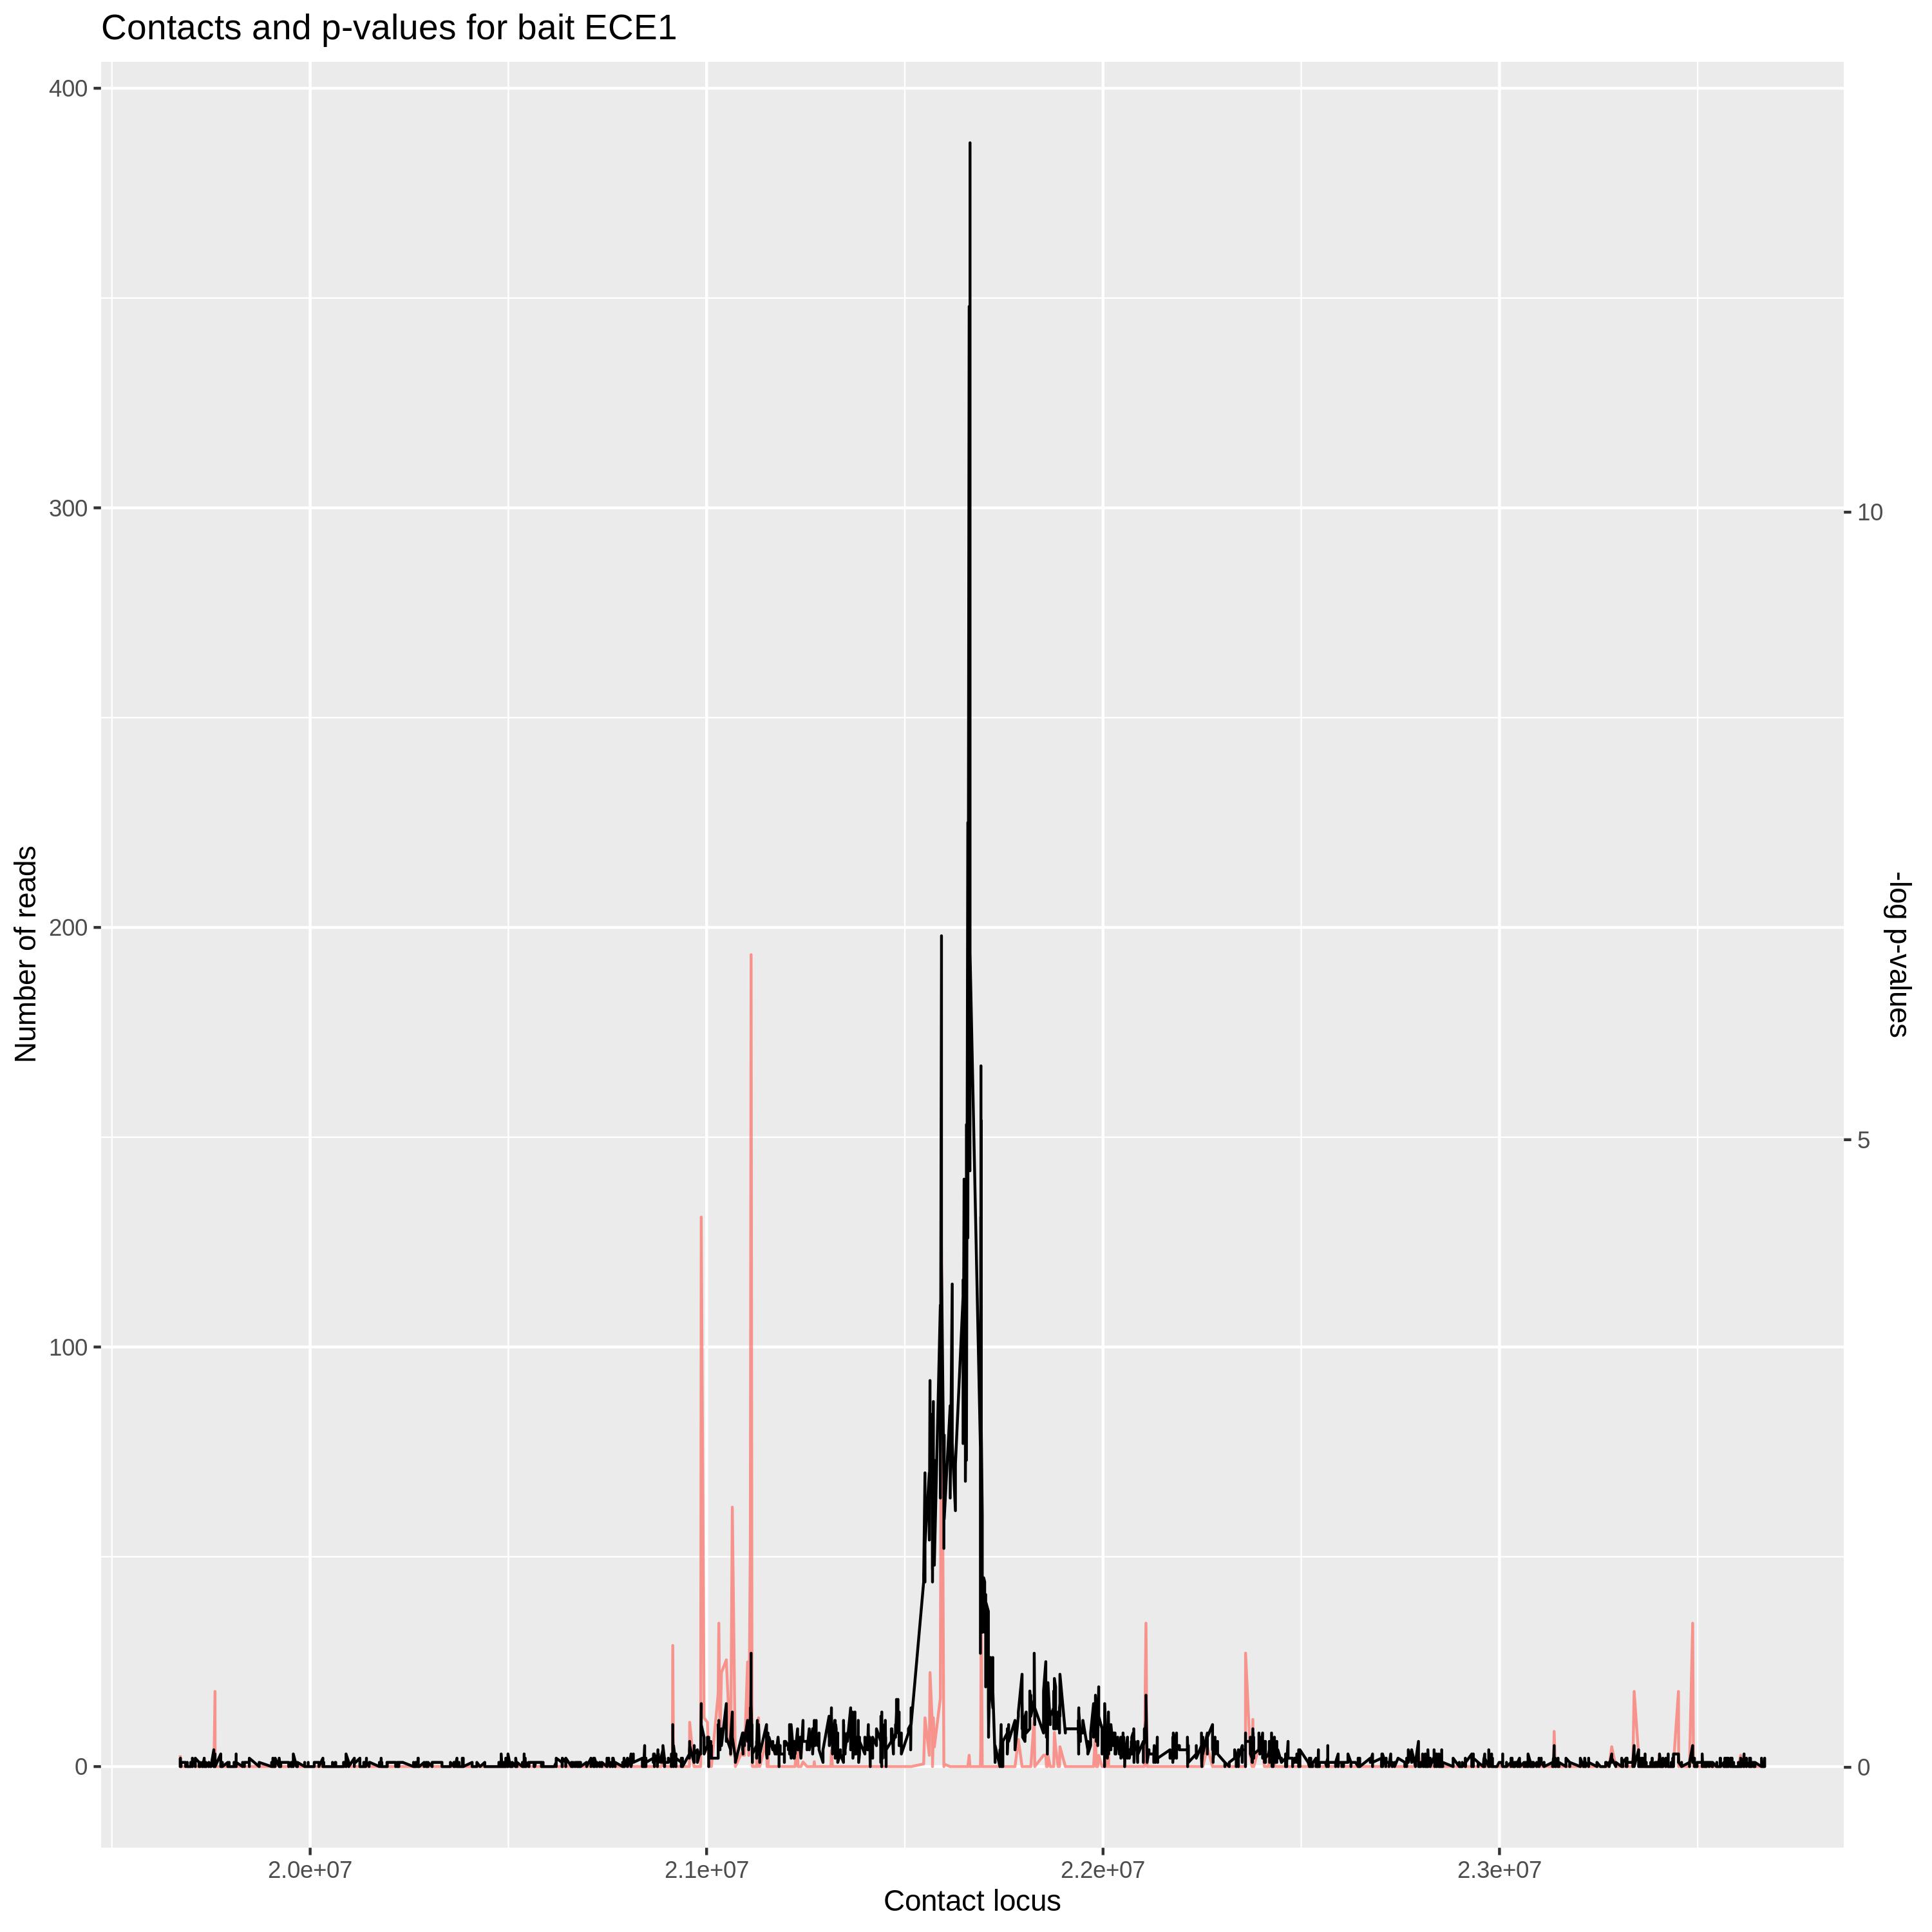 Contacts and p-values for bait ECE1
400
300
200
100
0
Number of reads
10
5
0
-log p-values
2.0e+07
2.1e+07
2.2e+07
2.3e+07
Contact locus